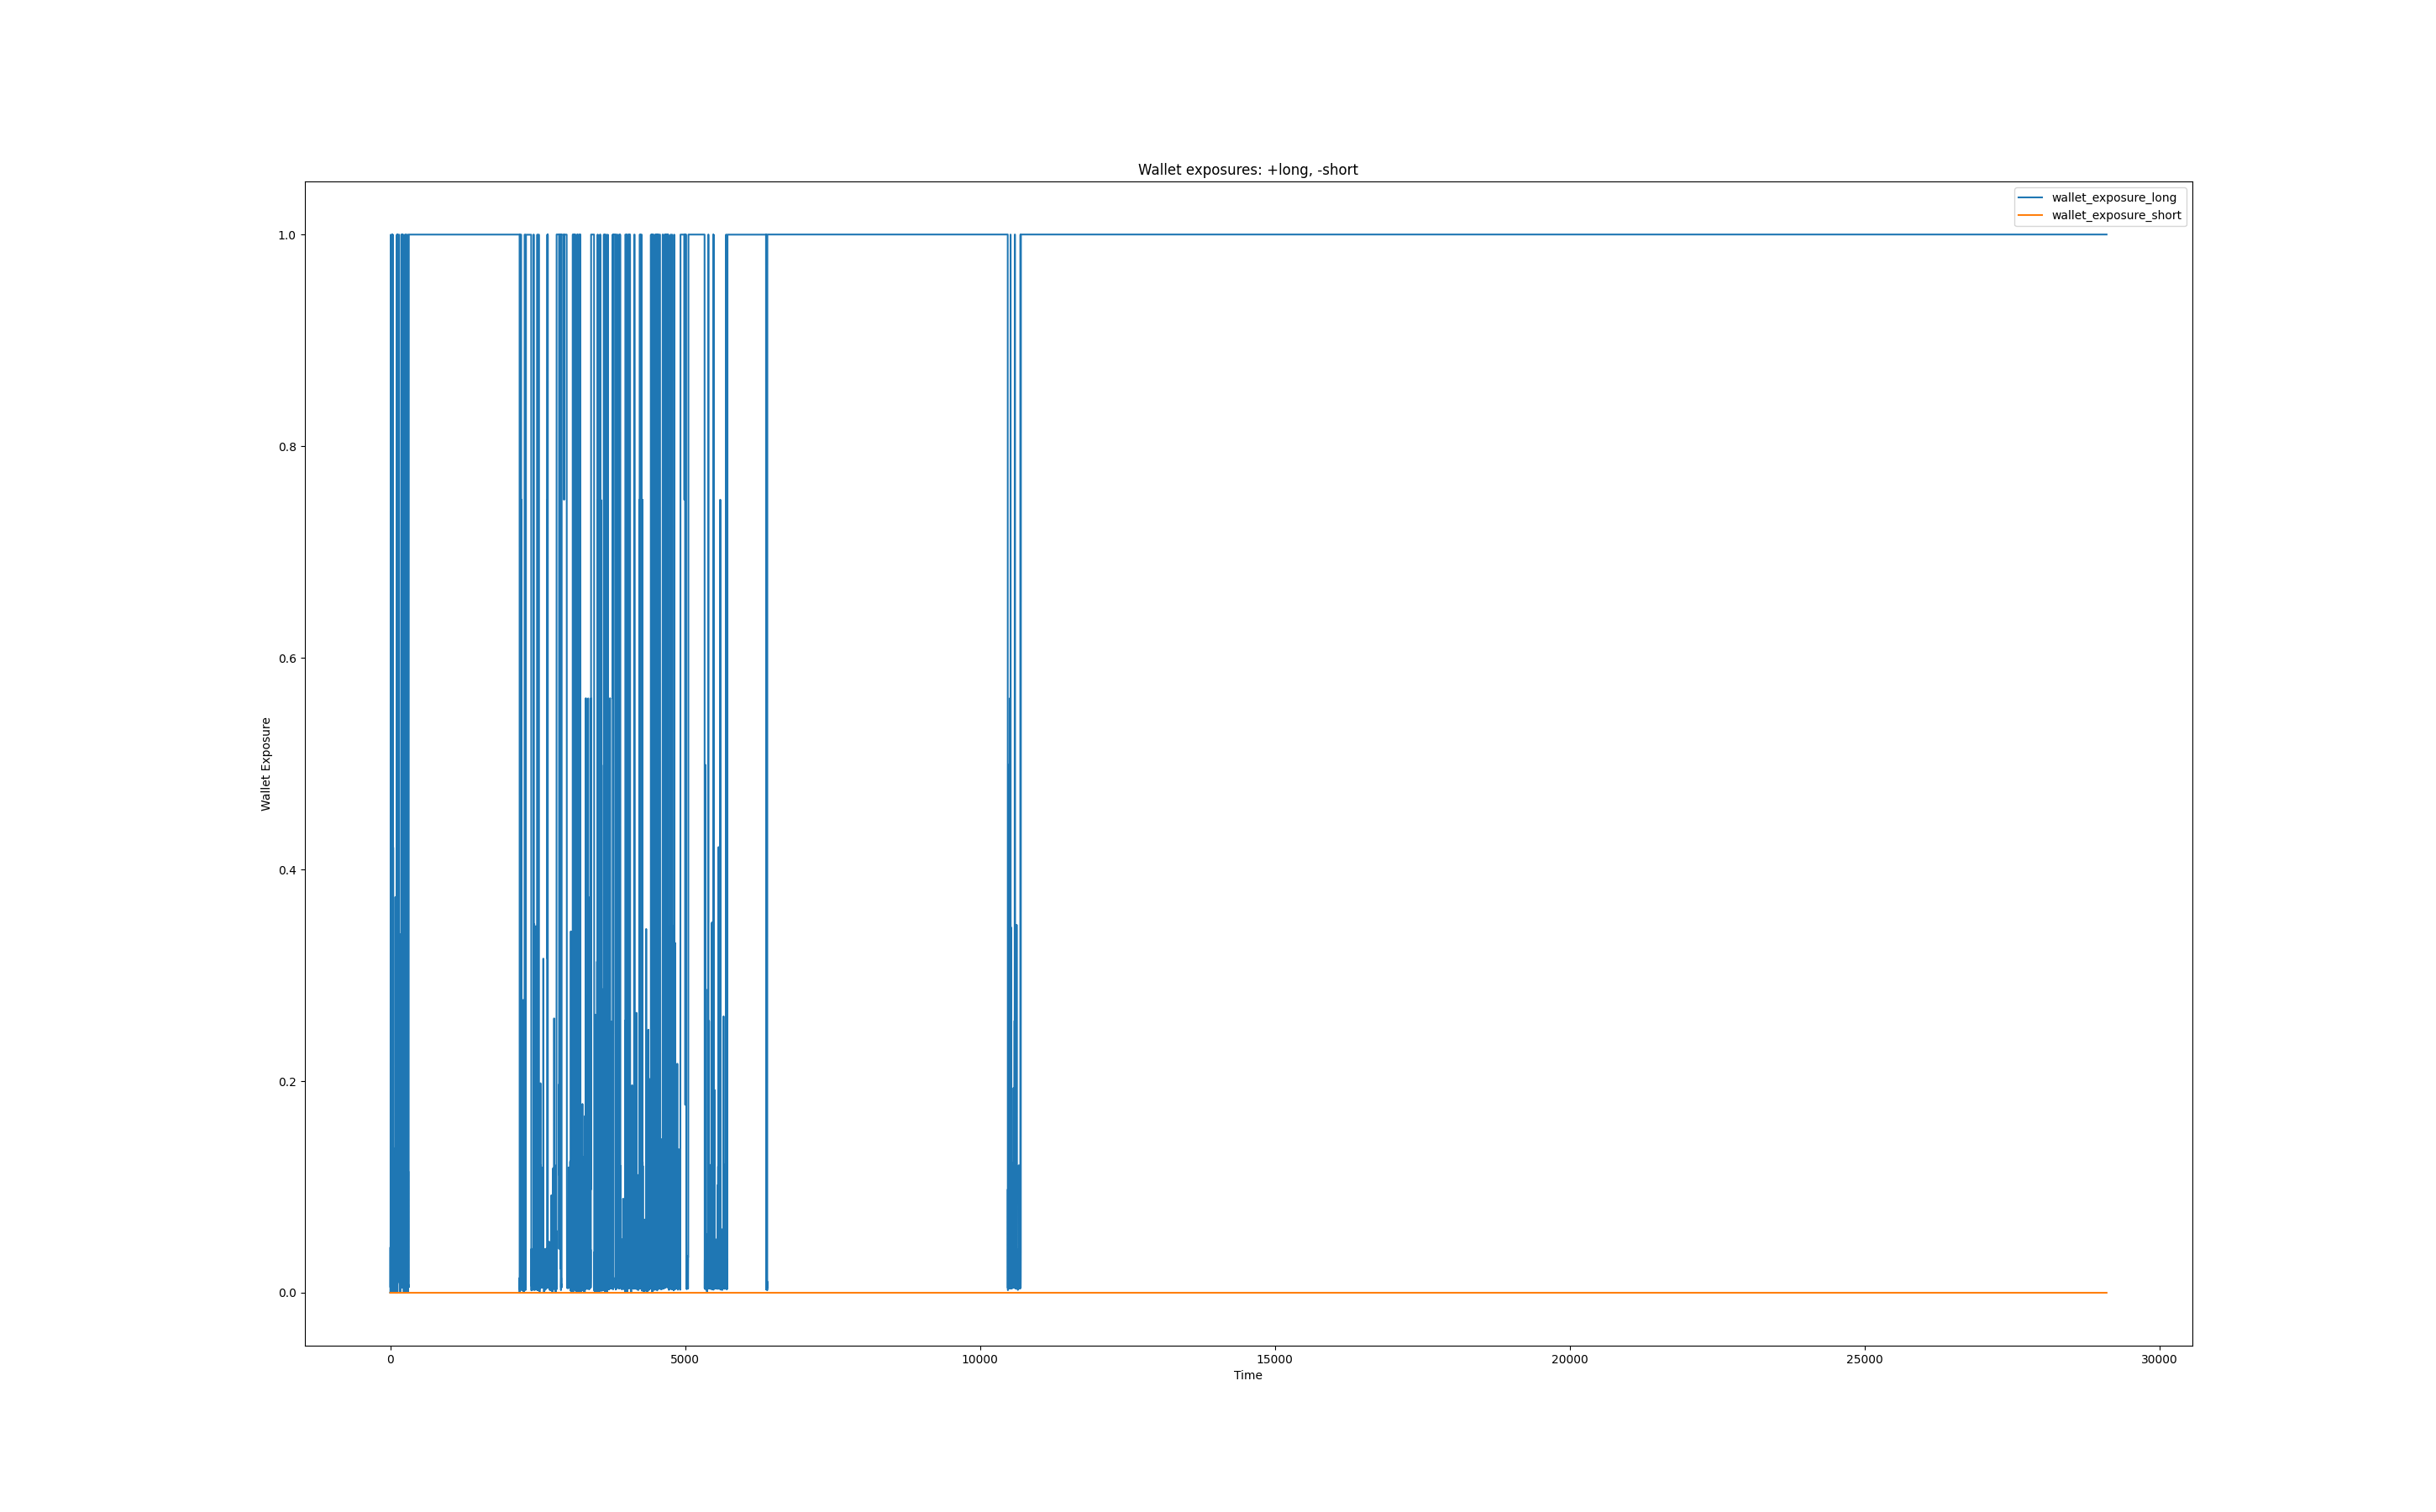 Wallet exposures: +long, -short
wallet_exposure_long
wallet_exposure_short
1.0
0.8
0.6
0.4
0.2
0.0
Wallet Exposure
0 5000 10000 15000 20000 25000 30000
Time